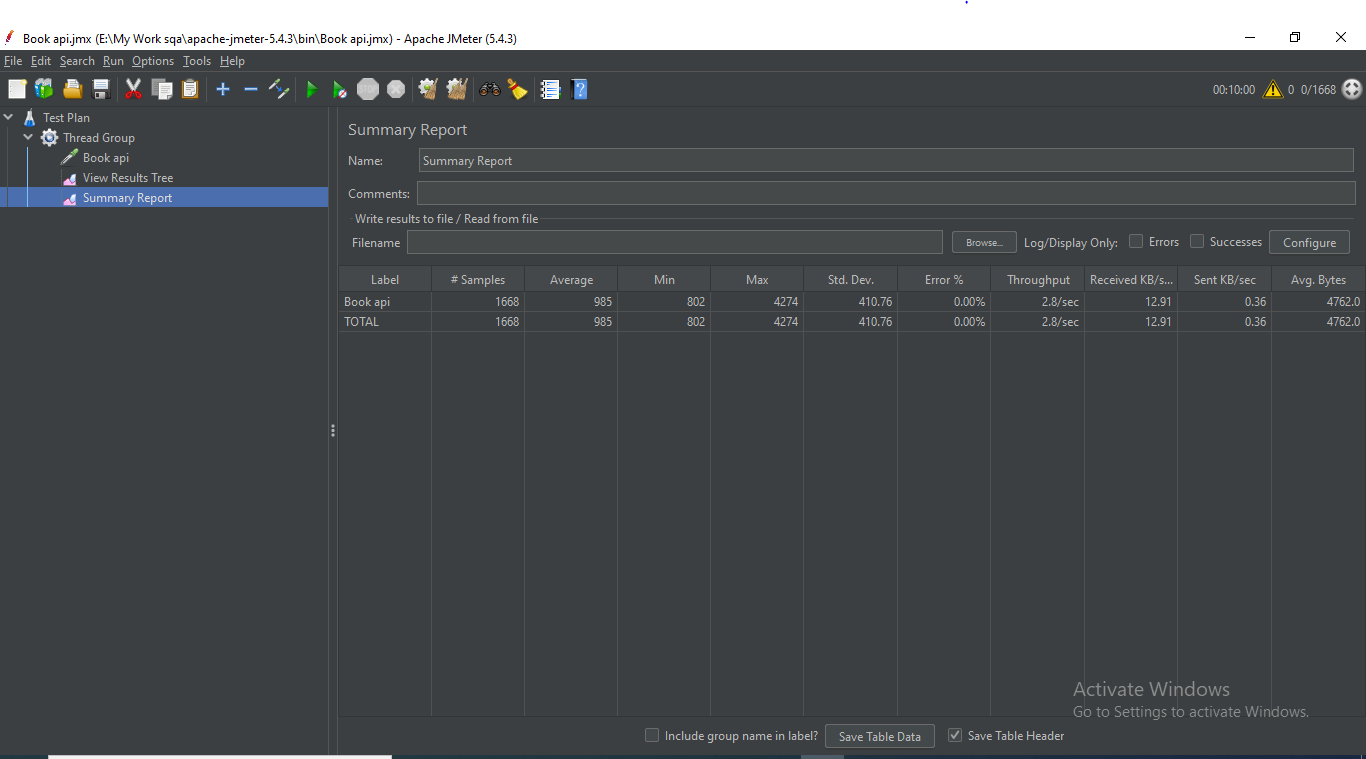 Book api.jmx (E:\My Work sqa\apache-jmeter-5.4.3\bin\Book api.jmx) - Apache JMeter (5.4.3)
File Edit Search Run Options Tools Help
STOP 00:10:00 0 0/1668
Test Plan
Thread Group
Book api
View Results Tree
Summary Report
Summary Report
Name: Summary Report
Comments:
Write results to file / Read from file
Filename Browse... Log/Display Only: Errors Successes Configure
Label # Samples Average Min Max Std. Dev. Error % Throughput Received KB/s... Sent KB/sec Avg. Bytes
Book api 1668 985 802 4274 410.76 0.00% 2.8/sec 12.91 0.36 4762.0
TOTAL 1668 985 802 4274 410.76 0.00% 2.8/sec 12.91 0.36 4762.0
Activate Windows
Go to Settings to activate Windows.
Include group name in label? Save Table Data Save Table Header